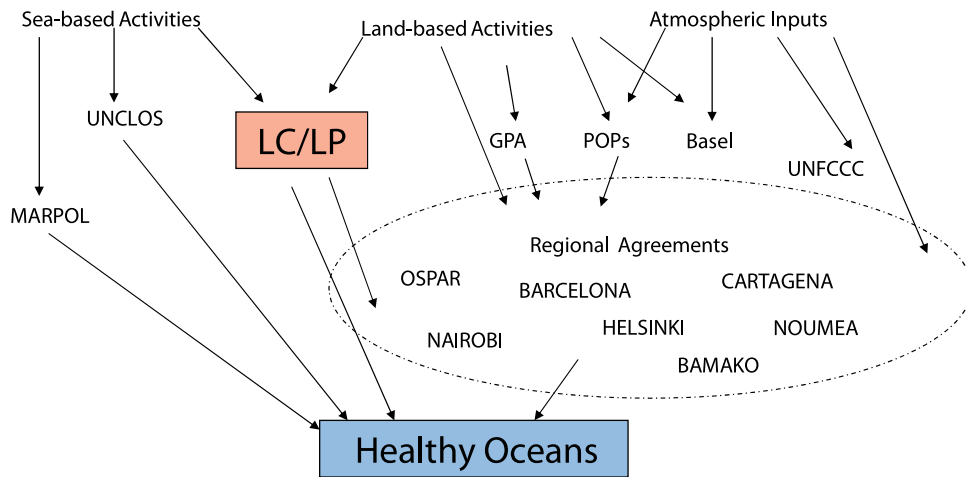 Sea-based Activities
Land-based Activities
Atmospheric Inputs
UNCLOS
LC/LP
GPA
POPs
Basel
UNFCCC
MARPOL
Regional Agreements
OSPAR
BARCELONA
CARTAGENA
NAIROBI
HELSINKI
NOUMEA
BAMAKO
Healthy Oceans